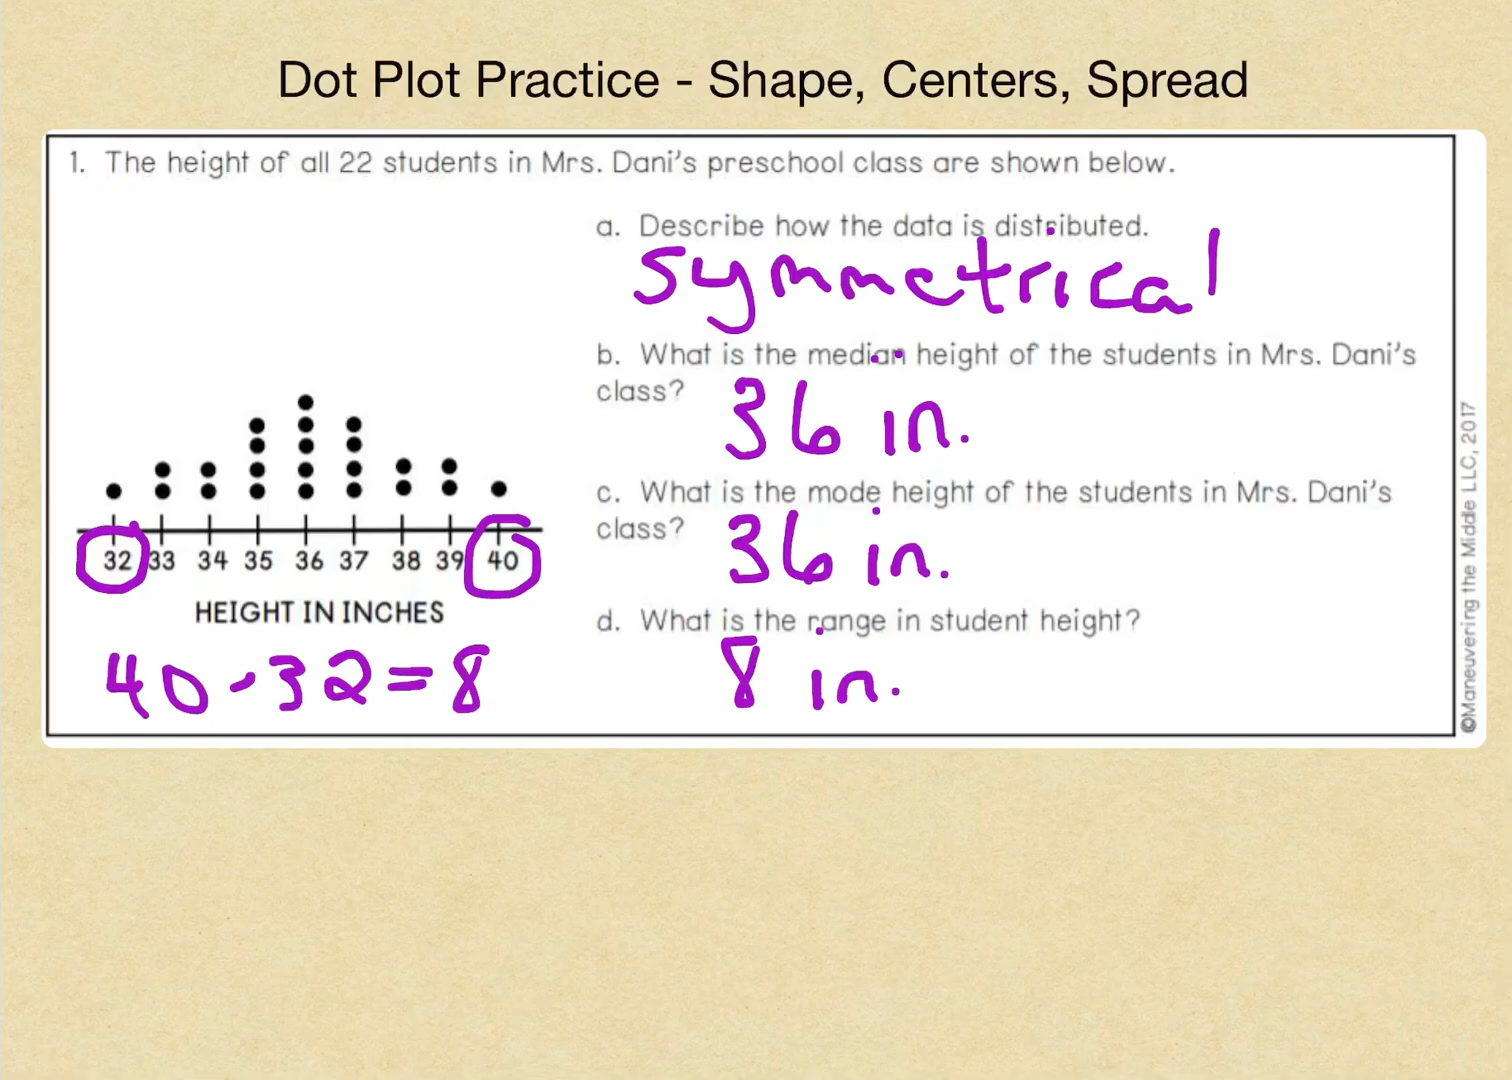 Dot Plot Practice - Shape, Centers, Spread
1. The height of all 22 students in Mrs. Dani's preschool class are shown below.
a. Describe how the data is distributed.
symmetrical
b. What is the median height of the students in Mrs. Dani's
class? 36 in.
c. What is the mode height of the students in Mrs. Dani's
class? 36 in.
d. What is the range in student height?
8 in.
32 33 34 35 36 37 38 39 40
HEIGHT IN INCHES
40-32=8
©Maneuvering the Middle LLC, 2017